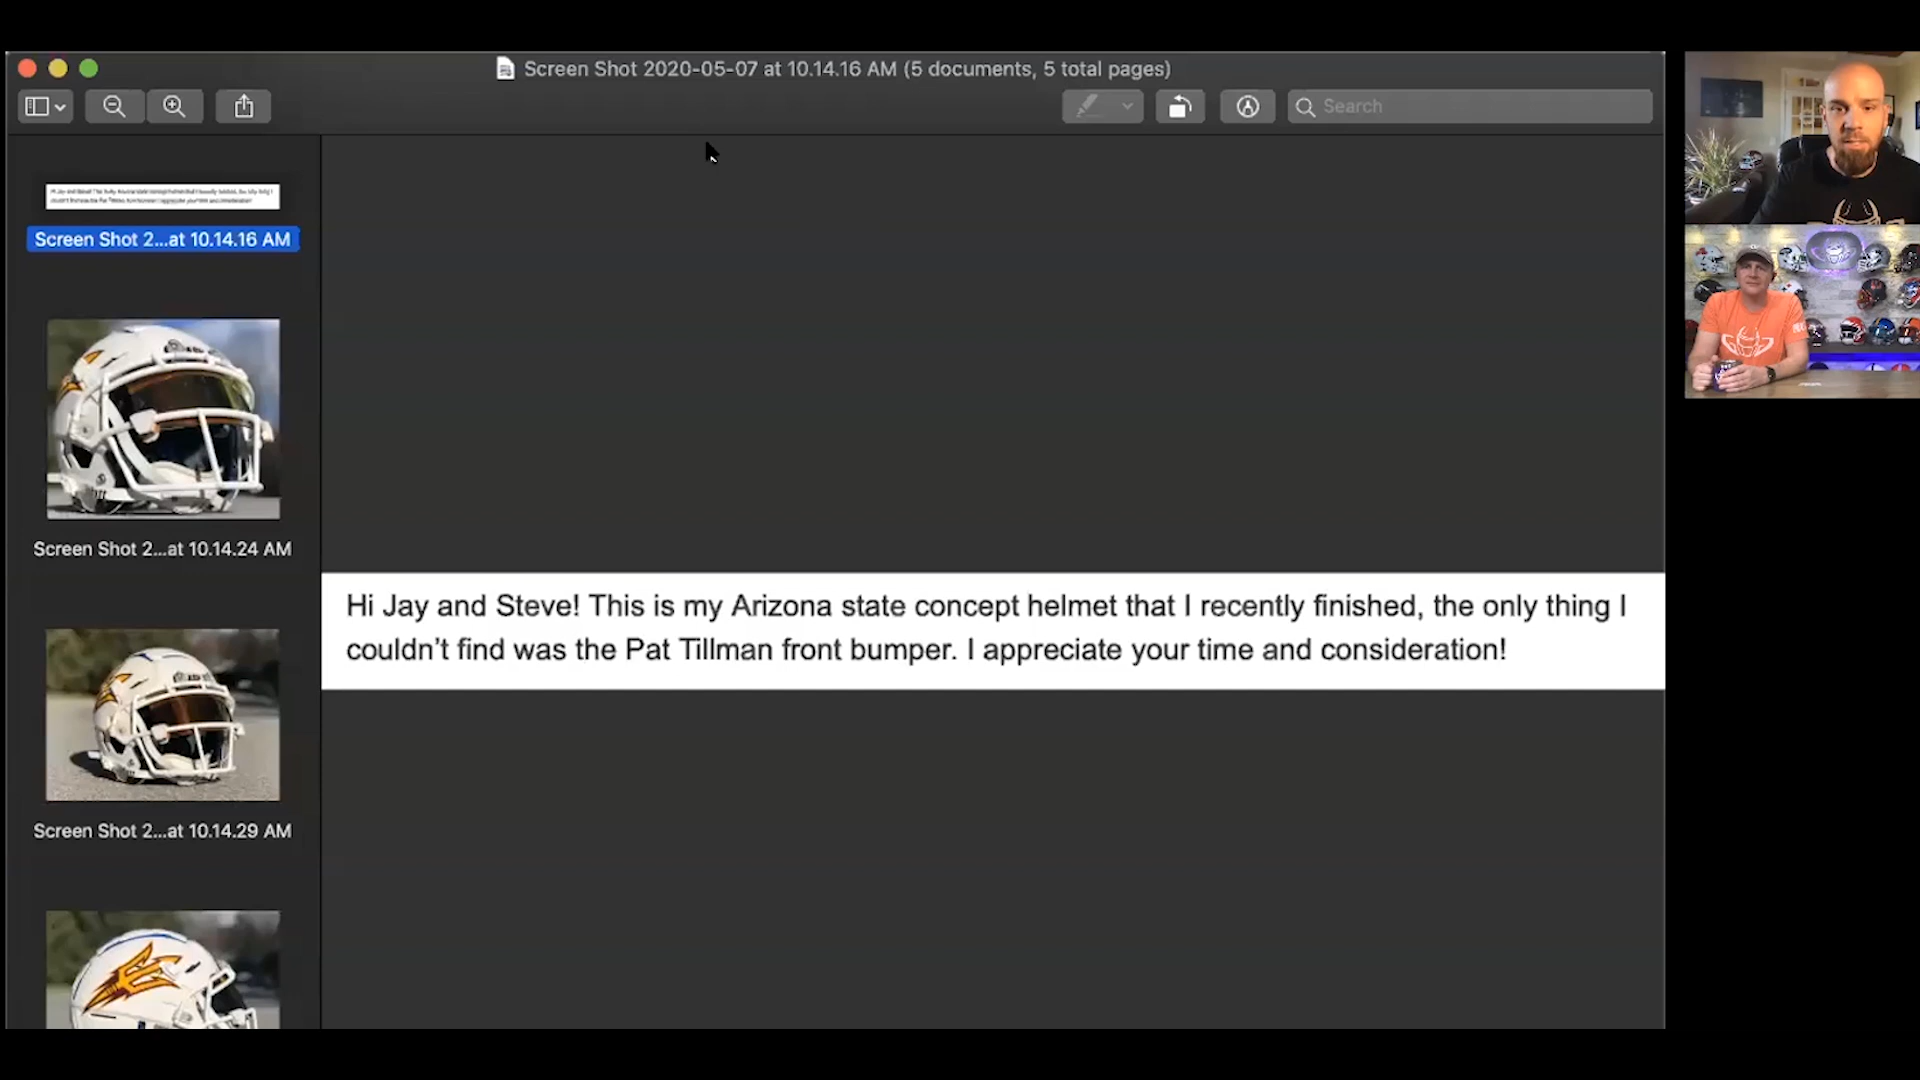 Screen Shot 2020-05-07 at 10.14.16 AM (5 documents, 5 total pages)
Search
Screen Shot 2...at 10.14.16 AM
Screen Shot 2...at 10.14.24 AM
Screen Shot 2...at 10.14.29 AM
Hi Jay and Steve! This is my Arizona state concept helmet that I recently finished, the only thing I
couldn't find was the Pat Tillman front bumper. I appreciate your time and consideration!